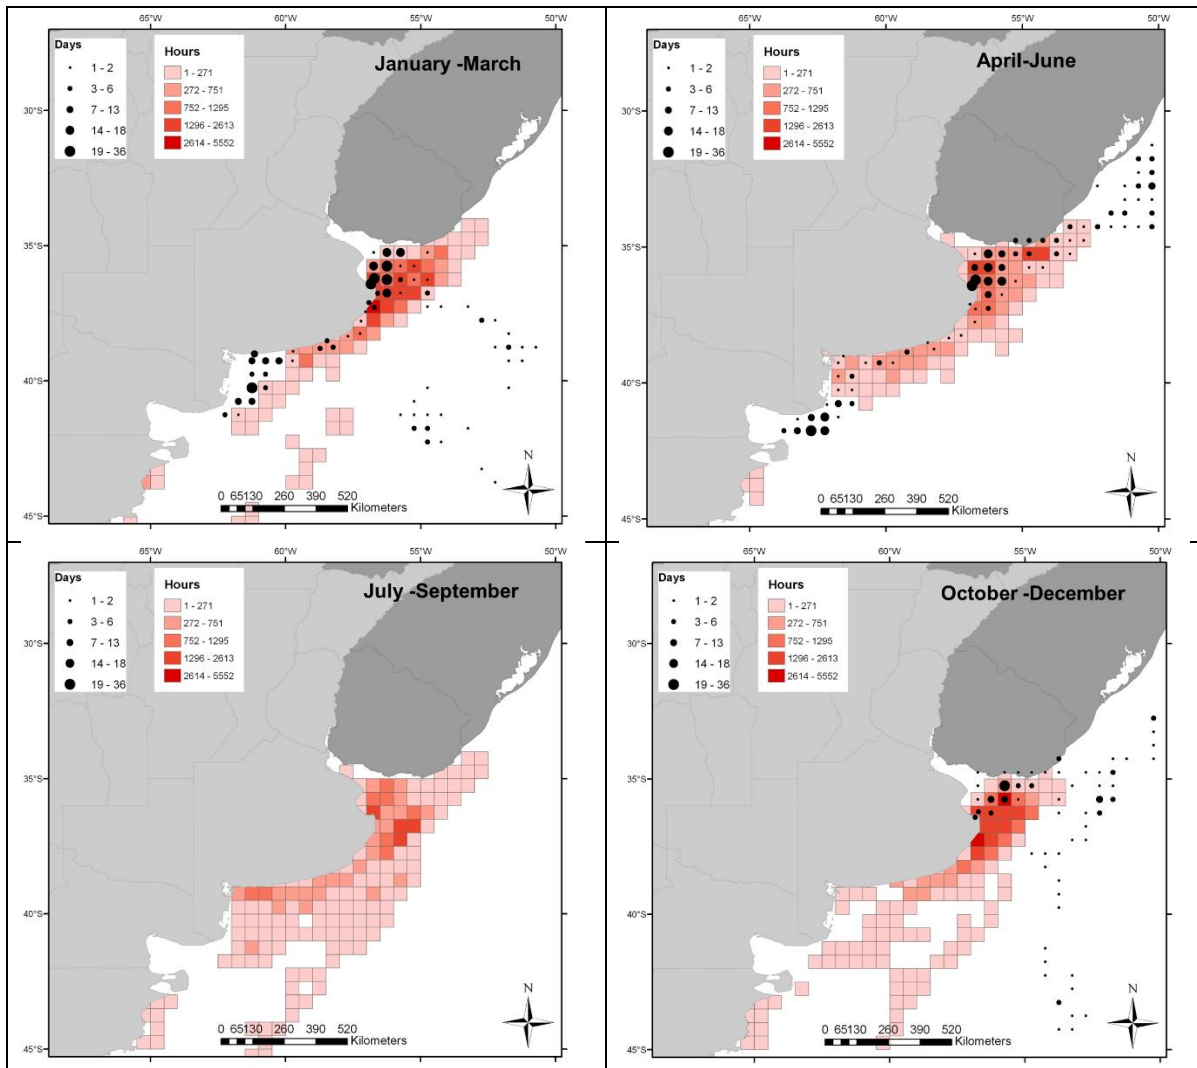 65°W 60°W 55°W 50°W
Days
1 - 2
3 - 6
7 - 13
14 - 18
19 - 36
Hours
1 - 271
272 - 751
752 - 1295
1296 - 2613
2614 - 5552
January -March
30°S
35°S
40°S
45°S
N
0 65130 260 390 520
Kilometers
65°W 60°W 55°W 50°W
Days
1 - 2
3 - 6
7 - 13
14 - 18
19 - 36
Hours
1 - 271
272 - 751
752 - 1295
1296 - 2613
2614 - 5552
April-June
30°S
35°S
40°S
45°S
N
0 65130 260 390 520
Kilometers
65°W 60°W 55°W 50°W
Days
1 - 2
3 - 6
7 - 13
14 - 18
19 - 36
Hours
1 - 271
272 - 751
752 - 1295
1296 - 2613
2614 - 5552
July -September
30°S
35°S
40°S
45°S
N
0 65130 260 390 520
Kilometers
65°W 60°W 55°W 50°W
Days
1 - 2
3 - 6
7 - 13
14 - 18
19 - 36
Hours
1 - 271
272 - 751
752 - 1295
1296 - 2613
2614 - 5552
October -December
30°S
35°S
40°S
45°S
N
0 65130 260 390 520
Kilometers